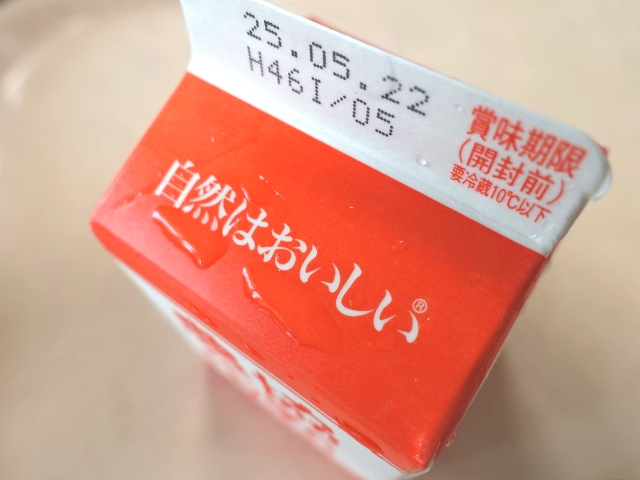 25.05.22
H46I/05
賞味期限
(開封前)
要冷蔵10℃以下
自然はおいしい®